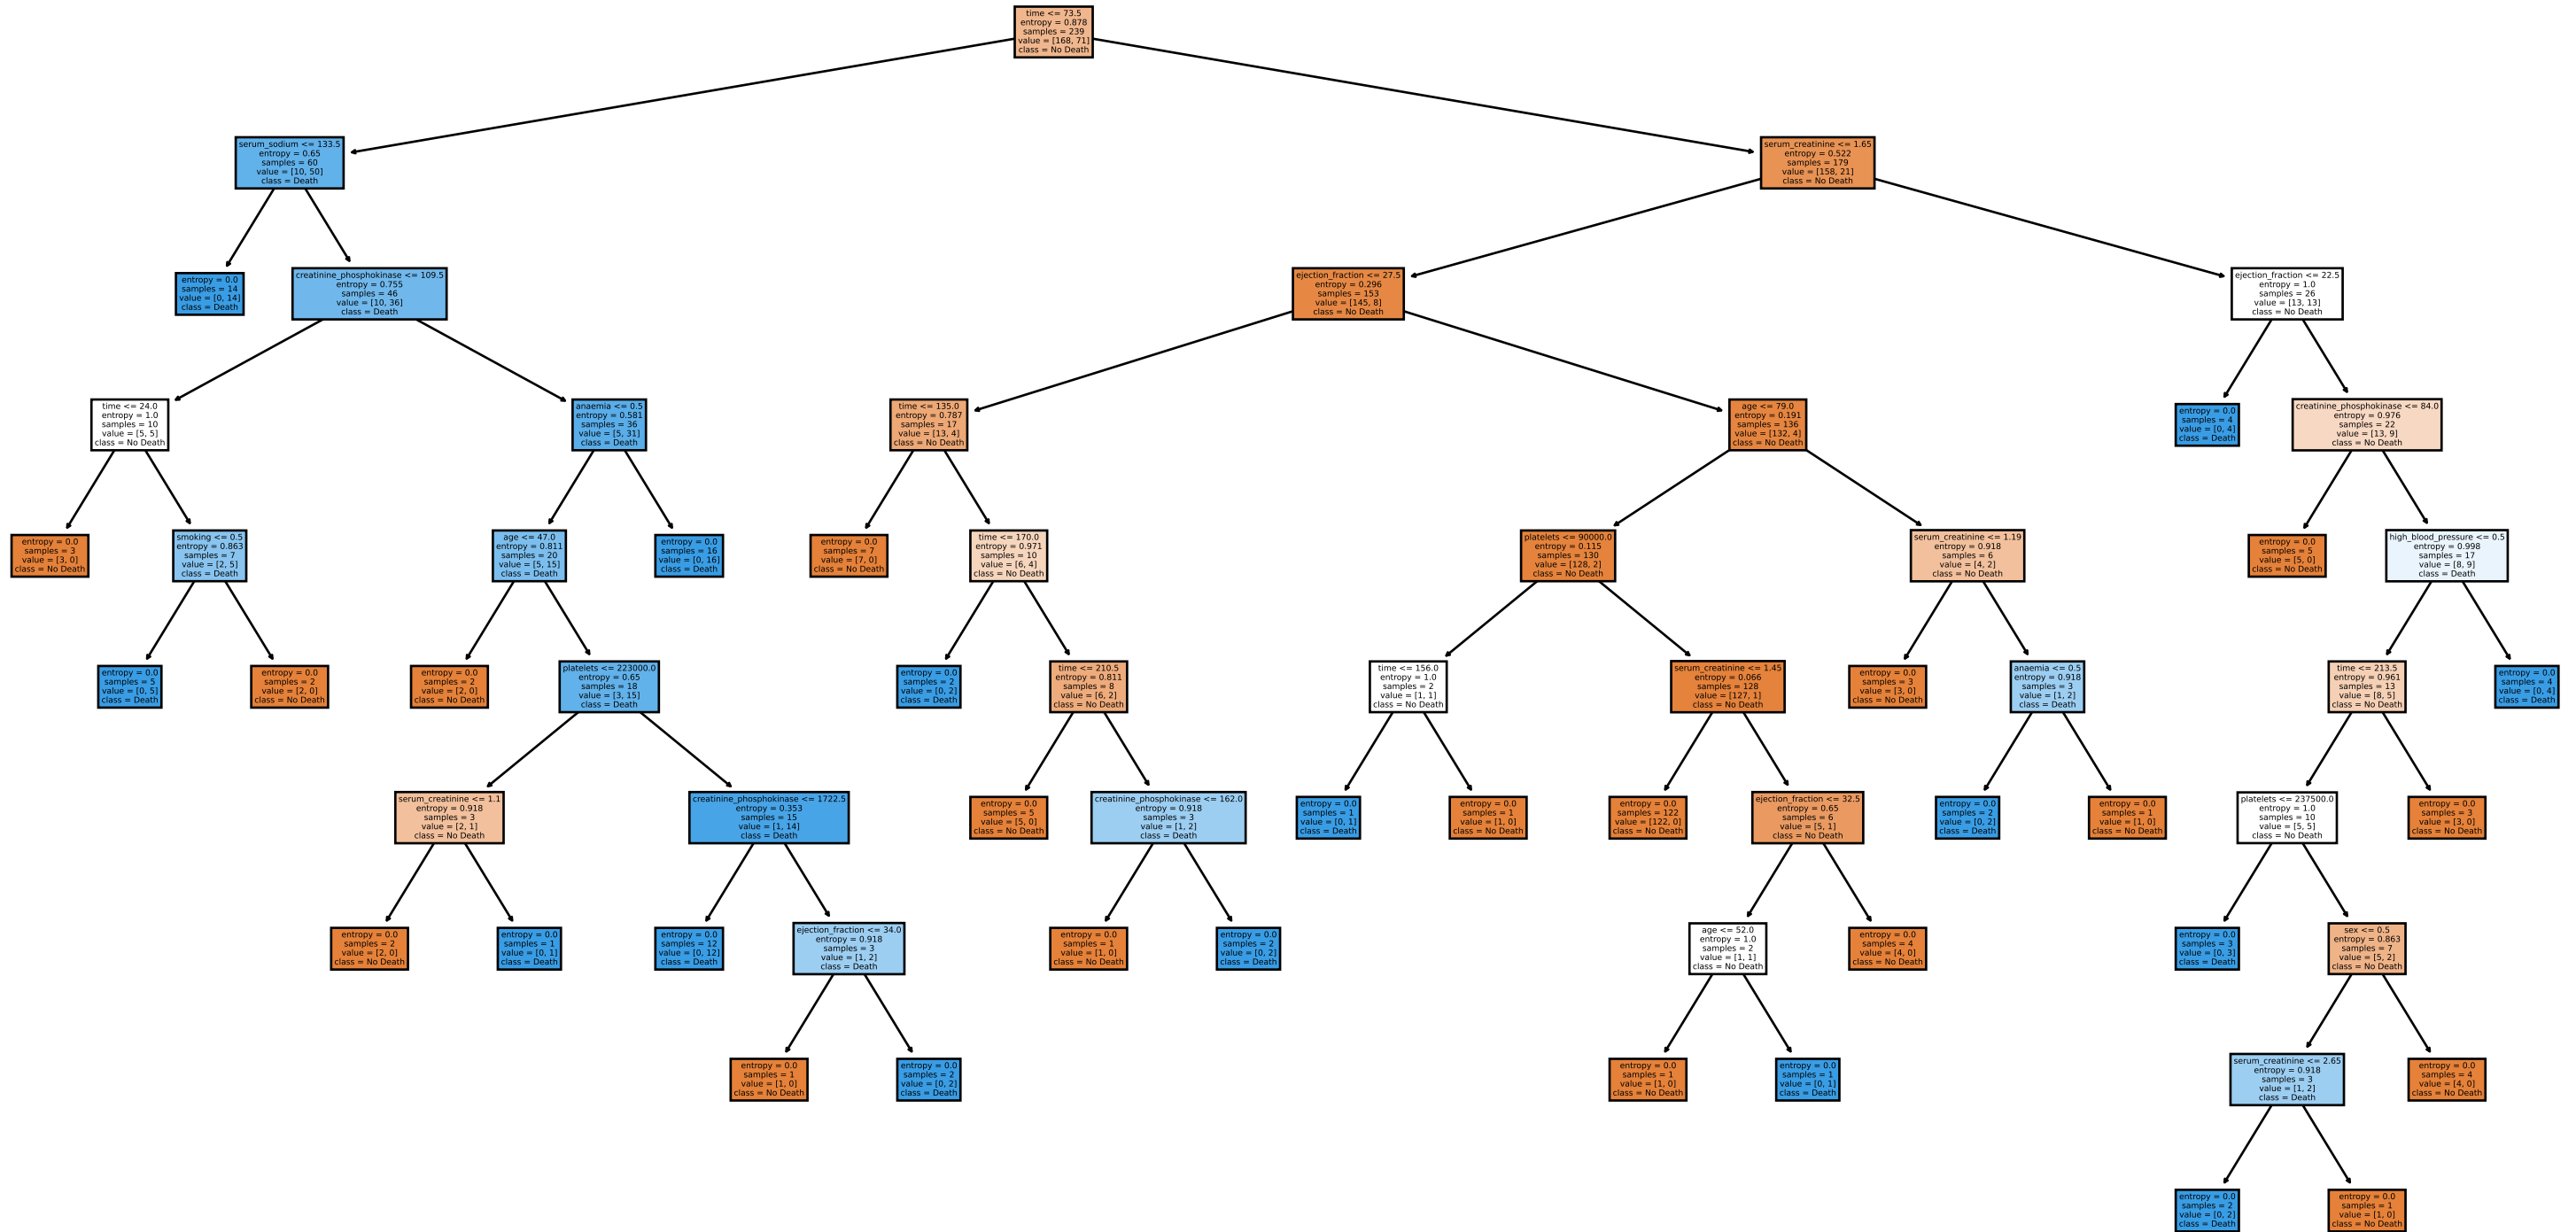 time <= 73.5
entropy = 0.878
samples = 239
value = [168, 71]
class = No Death
serum_sodium <= 133.5
entropy = 0.65
samples = 60
value = [10, 50]
class = Death
serum_creatinine <= 1.65
entropy = 0.522
samples = 179
value = [158, 21]
class = No Death
entropy = 0.0
samples = 14
value = [0, 14]
class = Death
creatinine_phosphokinase <= 109.5
entropy = 0.755
samples = 46
value = [10, 36]
class = Death
ejection_fraction <= 27.5
entropy = 0.296
samples = 153
value = [145, 8]
class = No Death
ejection_fraction <= 22.5
entropy = 1.0
samples = 26
value = [13, 13]
class = No Death
time <= 24.0
entropy = 1.0
samples = 10
value = [5, 5]
class = No Death
anaemia <= 0.5
entropy = 0.581
samples = 36
value = [5, 31]
class = Death
time <= 135.0
entropy = 0.787
samples = 17
value = [13, 4]
class = No Death
age <= 79.0
entropy = 0.191
samples = 136
value = [132, 4]
class = No Death
entropy = 0.0
samples = 4
value = [0, 4]
class = Death
creatinine_phosphokinase <= 84.0
entropy = 0.976
samples = 22
value = [13, 9]
class = No Death
entropy = 0.0
samples = 3
value = [3, 0]
class = No Death
smoking <= 0.5
entropy = 0.863
samples = 7
value = [2, 5]
class = Death
age <= 47.0
entropy = 0.811
samples = 20
value = [5, 15]
class = Death
entropy = 0.0
samples = 16
value = [0, 16]
class = Death
entropy = 0.0
samples = 7
value = [7, 0]
class = No Death
time <= 170.0
entropy = 0.971
samples = 10
value = [6, 4]
class = No Death
platelets <= 90000.0
entropy = 0.115
samples = 130
value = [128, 2]
class = No Death
serum_creatinine <= 1.19
entropy = 0.918
samples = 6
value = [4, 2]
class = No Death
entropy = 0.0
samples = 5
value = [5, 0]
class = No Death
high_blood_pressure <= 0.5
entropy = 0.998
samples = 17
value = [8, 9]
class = Death
entropy = 0.0
samples = 5
value = [0, 5]
class = Death
entropy = 0.0
samples = 2
value = [2, 0]
class = No Death
entropy = 0.0
samples = 2
value = [2, 0]
class = No Death
platelets <= 223000.0
entropy = 0.65
samples = 18
value = [3, 15]
class = Death
entropy = 0.0
samples = 2
value = [0, 2]
class = Death
time <= 210.5
entropy = 0.811
samples = 8
value = [6, 2]
class = No Death
time <= 156.0
entropy = 1.0
samples = 2
value = [1, 1]
class = No Death
serum_creatinine <= 1.45
entropy = 0.066
samples = 128
value = [127, 1]
class = No Death
entropy = 0.0
samples = 3
value = [3, 0]
class = No Death
anaemia <= 0.5
entropy = 0.918
samples = 3
value = [1, 2]
class = Death
time <= 213.5
entropy = 0.961
samples = 13
value = [8, 5]
class = No Death
entropy = 0.0
samples = 4
value = [0, 4]
class = Death
serum_creatinine <= 1.1
entropy = 0.918
samples = 3
value = [2, 1]
class = No Death
creatinine_phosphokinase <= 1722.5
entropy = 0.353
samples = 15
value = [1, 14]
class = Death
entropy = 0.0
samples = 5
value = [5, 0]
class = No Death
creatinine_phosphokinase <= 162.0
entropy = 0.918
samples = 3
value = [1, 2]
class = Death
entropy = 0.0
samples = 1
value = [0, 1]
class = Death
entropy = 0.0
samples = 1
value = [1, 0]
class = No Death
entropy = 0.0
samples = 122
value = [122, 0]
class = No Death
ejection_fraction <= 32.5
entropy = 0.65
samples = 6
value = [5, 1]
class = No Death
entropy = 0.0
samples = 2
value = [0, 2]
class = Death
entropy = 0.0
samples = 1
value = [1, 0]
class = No Death
platelets <= 237500.0
entropy = 1.0
samples = 10
value = [5, 5]
class = No Death
entropy = 0.0
samples = 3
value = [3, 0]
class = No Death
entropy = 0.0
samples = 2
value = [2, 0]
class = No Death
entropy = 0.0
samples = 1
value = [0, 1]
class = Death
entropy = 0.0
samples = 12
value = [0, 12]
class = Death
ejection_fraction <= 34.0
entropy = 0.918
samples = 3
value = [1, 2]
class = Death
entropy = 0.0
samples = 1
value = [1, 0]
class = No Death
entropy = 0.0
samples = 2
value = [0, 2]
class = Death
age <= 52.0
entropy = 1.0
samples = 2
value = [1, 1]
class = No Death
entropy = 0.0
samples = 4
value = [4, 0]
class = No Death
entropy = 0.0
samples = 3
value = [0, 3]
class = Death
sex <= 0.5
entropy = 0.863
samples = 7
value = [5, 2]
class = No Death
entropy = 0.0
samples = 1
value = [1, 0]
class = No Death
entropy = 0.0
samples = 2
value = [0, 2]
class = Death
entropy = 0.0
samples = 1
value = [1, 0]
class = No Death
entropy = 0.0
samples = 1
value = [0, 1]
class = Death
serum_creatinine <= 2.65
entropy = 0.918
samples = 3
value = [1, 2]
class = Death
entropy = 0.0
samples = 4
value = [4, 0]
class = No Death
entropy = 0.0
samples = 2
value = [0, 2]
class = Death
entropy = 0.0
samples = 1
value = [1, 0]
class = No Death